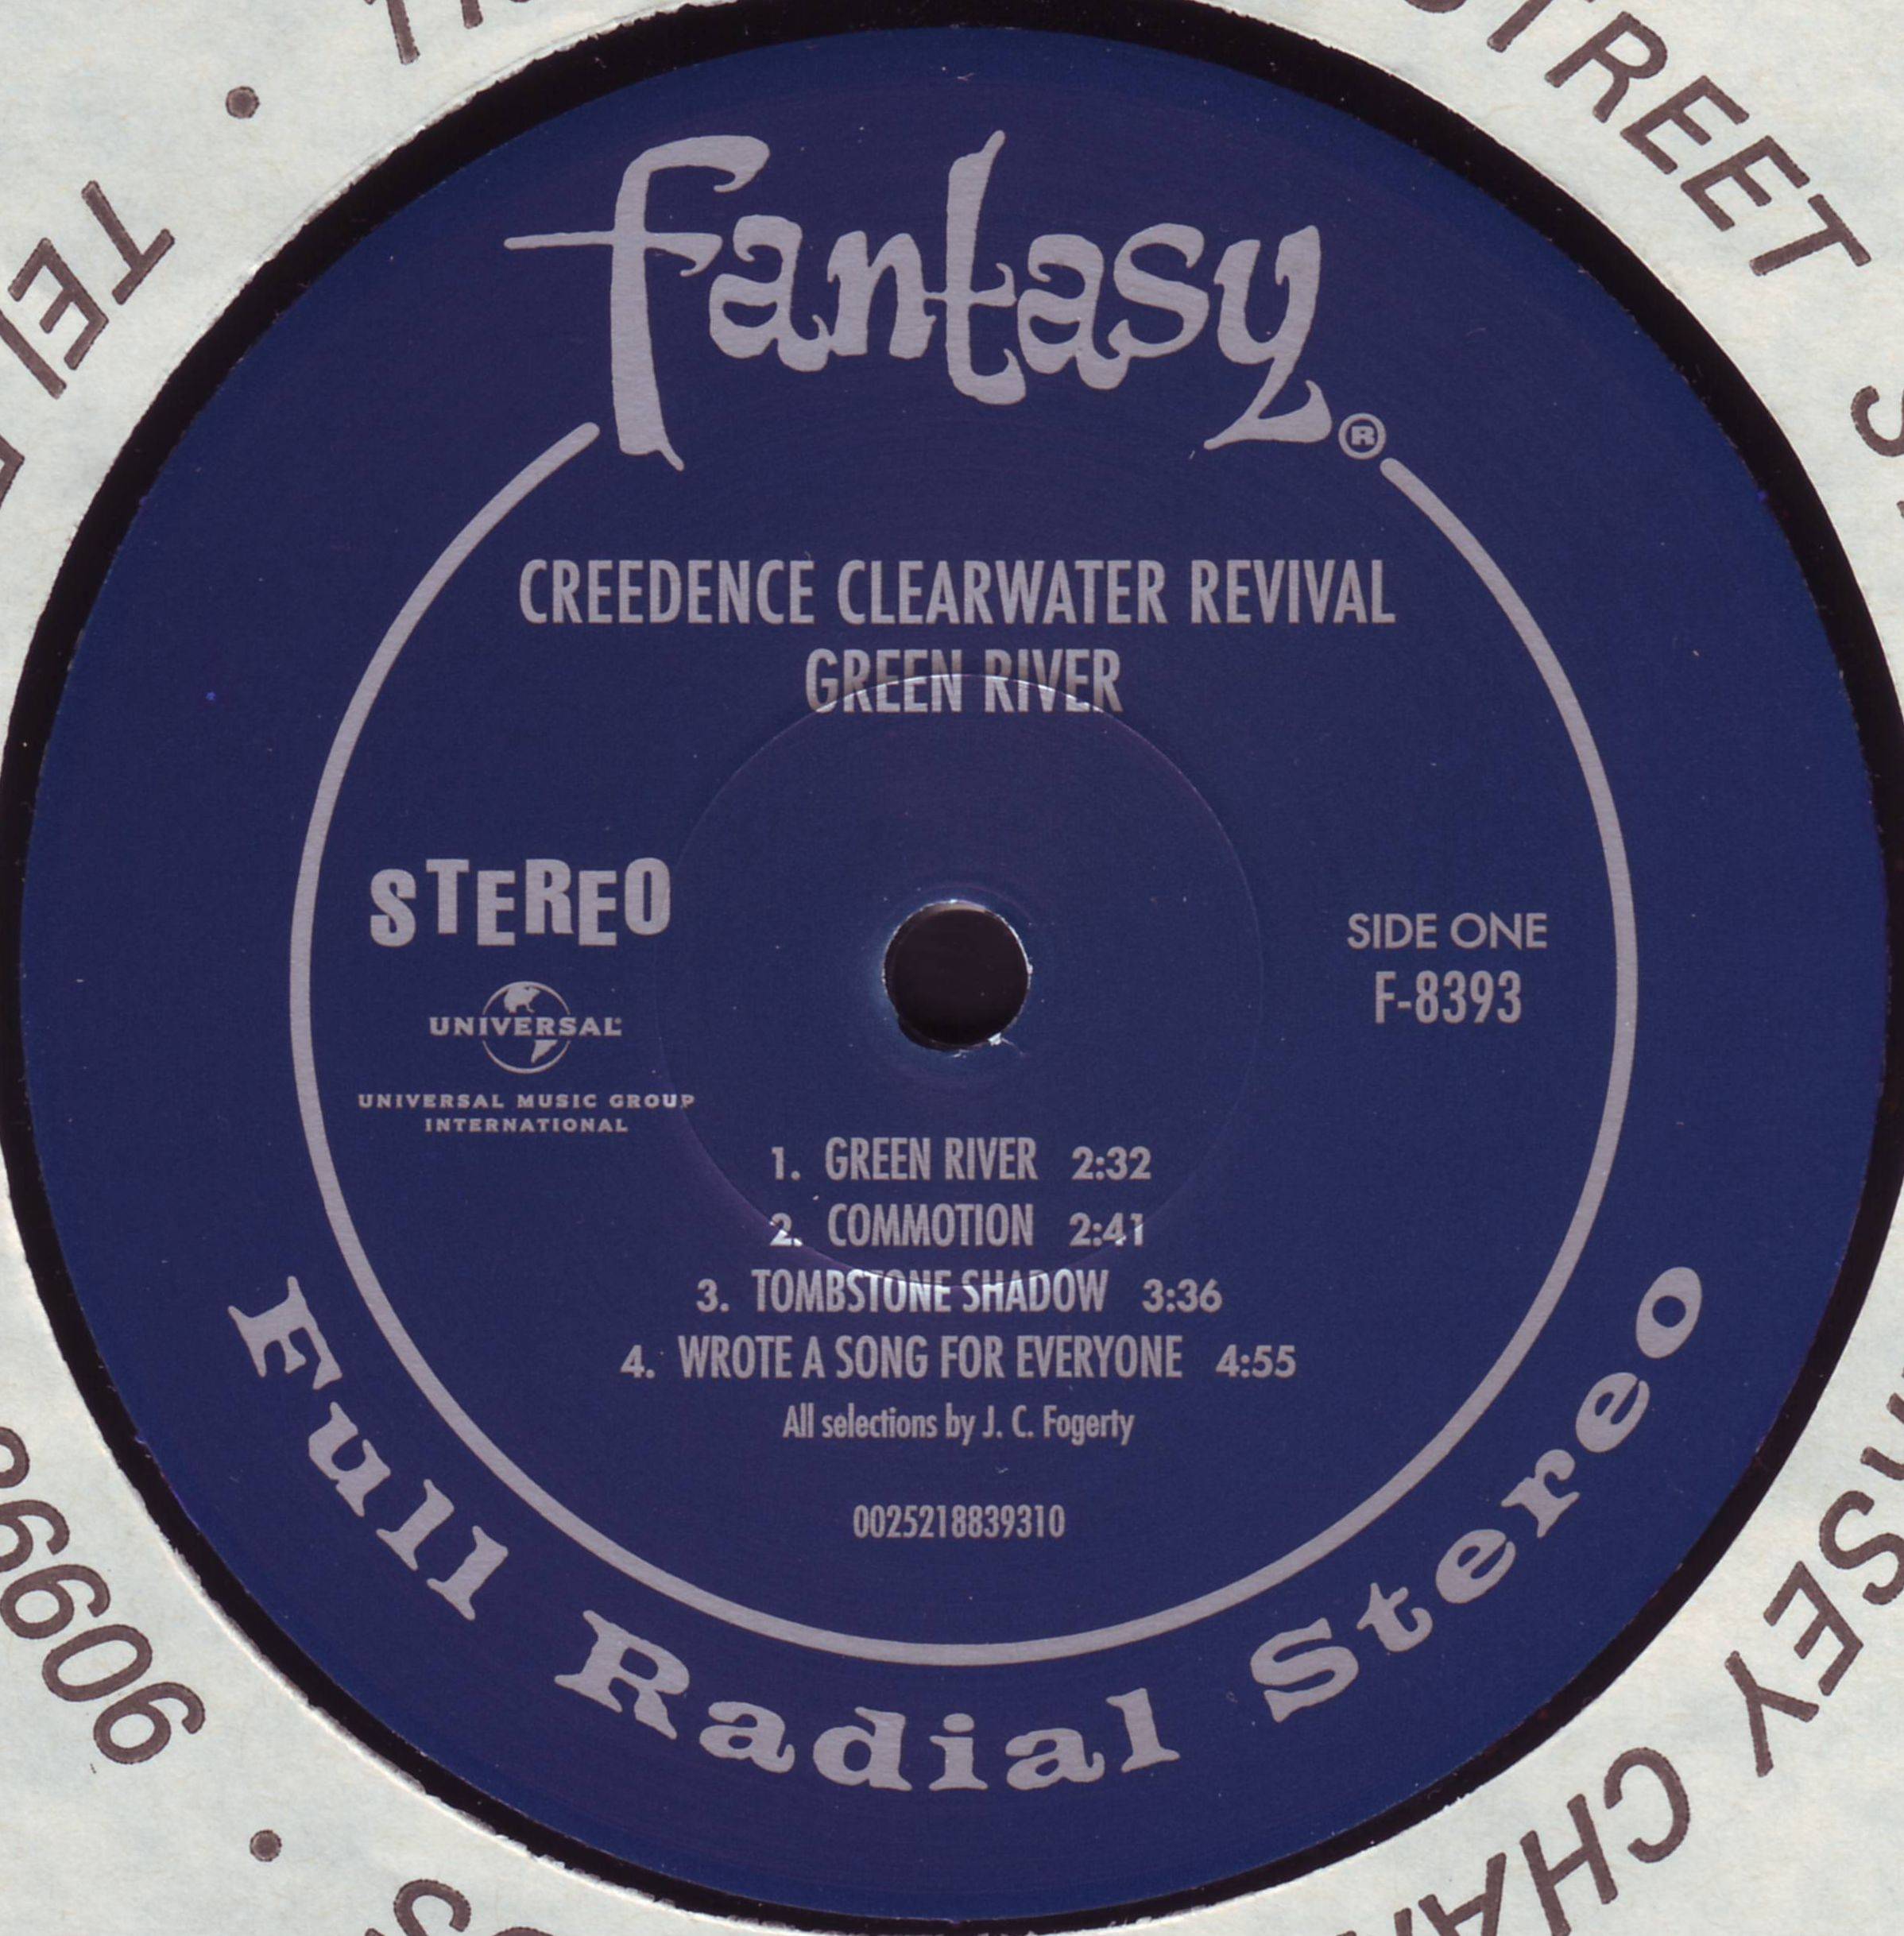 STREET
TEL
fantasy®
CREEDENCE CLEARWATER REVIVAL
GREEN RIVER
STEREO
UNIVERSAL
UNIVERSAL MUSIC GROUP
INTERNATIONAL
SIDE ONE
F-8393
1. GREEN RIVER 2:32
2. COMMOTION 2:41
3. TOMBSTONE SHADOW 3:36
4. WROTE A SONG FOR EVERYONE 4:55
All selections by J. C. Fogerty
0025218839310
Full Radial Stereo